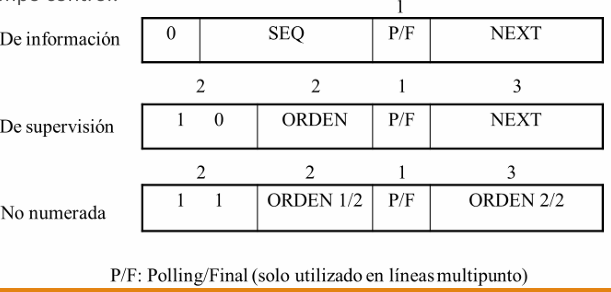 control:
1
De información 0 SEQ P/F NEXT
2 2 1 3
De supervisión 1 0 ORDEN P/F NEXT
2 2 1 3
No numerada 1 1 ORDEN 1/2 P/F ORDEN 2/2
P/F: Polling/Final (solo utilizado en líneas multipunto)